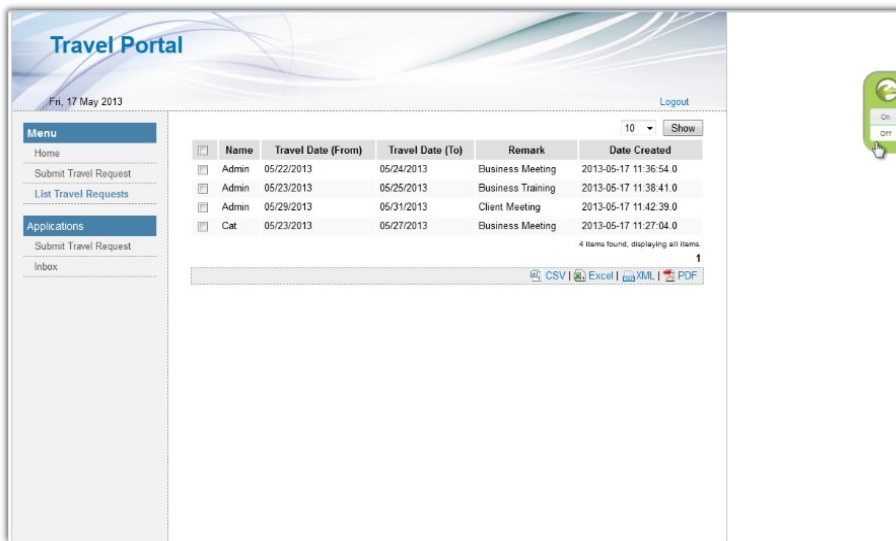 Travel Portal
Fri, 17 May 2013
Logout
Menu
Home
Submit Travel Request
List Travel Requests
Applications
Submit Travel Request
Inbox
10 Show
Name Travel Date (From) Travel Date (To) Remark Date Created
Admin 05/22/2013 05/24/2013 Business Meeting 2013-05-17 11:36:54.0
Admin 05/23/2013 05/25/2013 Business Training 2013-05-17 11:38:41.0
Admin 05/29/2013 05/31/2013 Client Meeting 2013-05-17 11:42:39.0
Cat 05/23/2013 05/27/2013 Business Meeting 2013-05-17 11:27:04.0
4 items found, displaying all items.
1
CSV | Excel | XML | PDF
On
Off